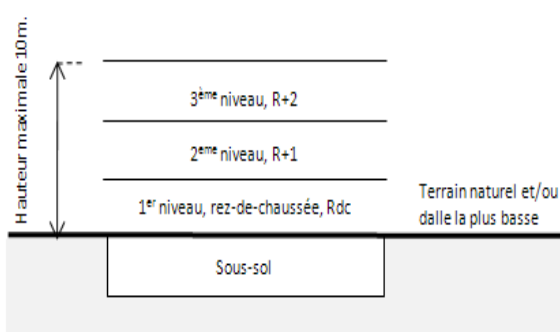 Hauteur maximale 10m.
3ème niveau, R+2
2ème niveau, R+1
1er niveau, rez-de-chaussée, Rdc
Terrain naturel et/ou
dalle la plus basse
Sous-sol